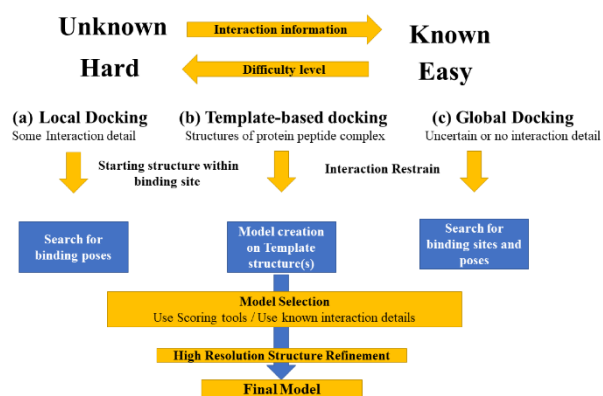 Unknown
Interaction information
Known
Hard
Difficulty level
Easy
(a) Local Docking
Some Interaction detail
(b) Template-based docking
Structures of protein peptide complex
(c) Global Docking
Uncertain or no interaction detail
Starting structure within
binding site
Interaction Restrain
Search for
binding poses
Model creation
on Template
structure(s)
Search for
binding sites and
poses
Model Selection
Use Scoring tools / Use known interaction details
High Resolution Structure Refinement
Final Model